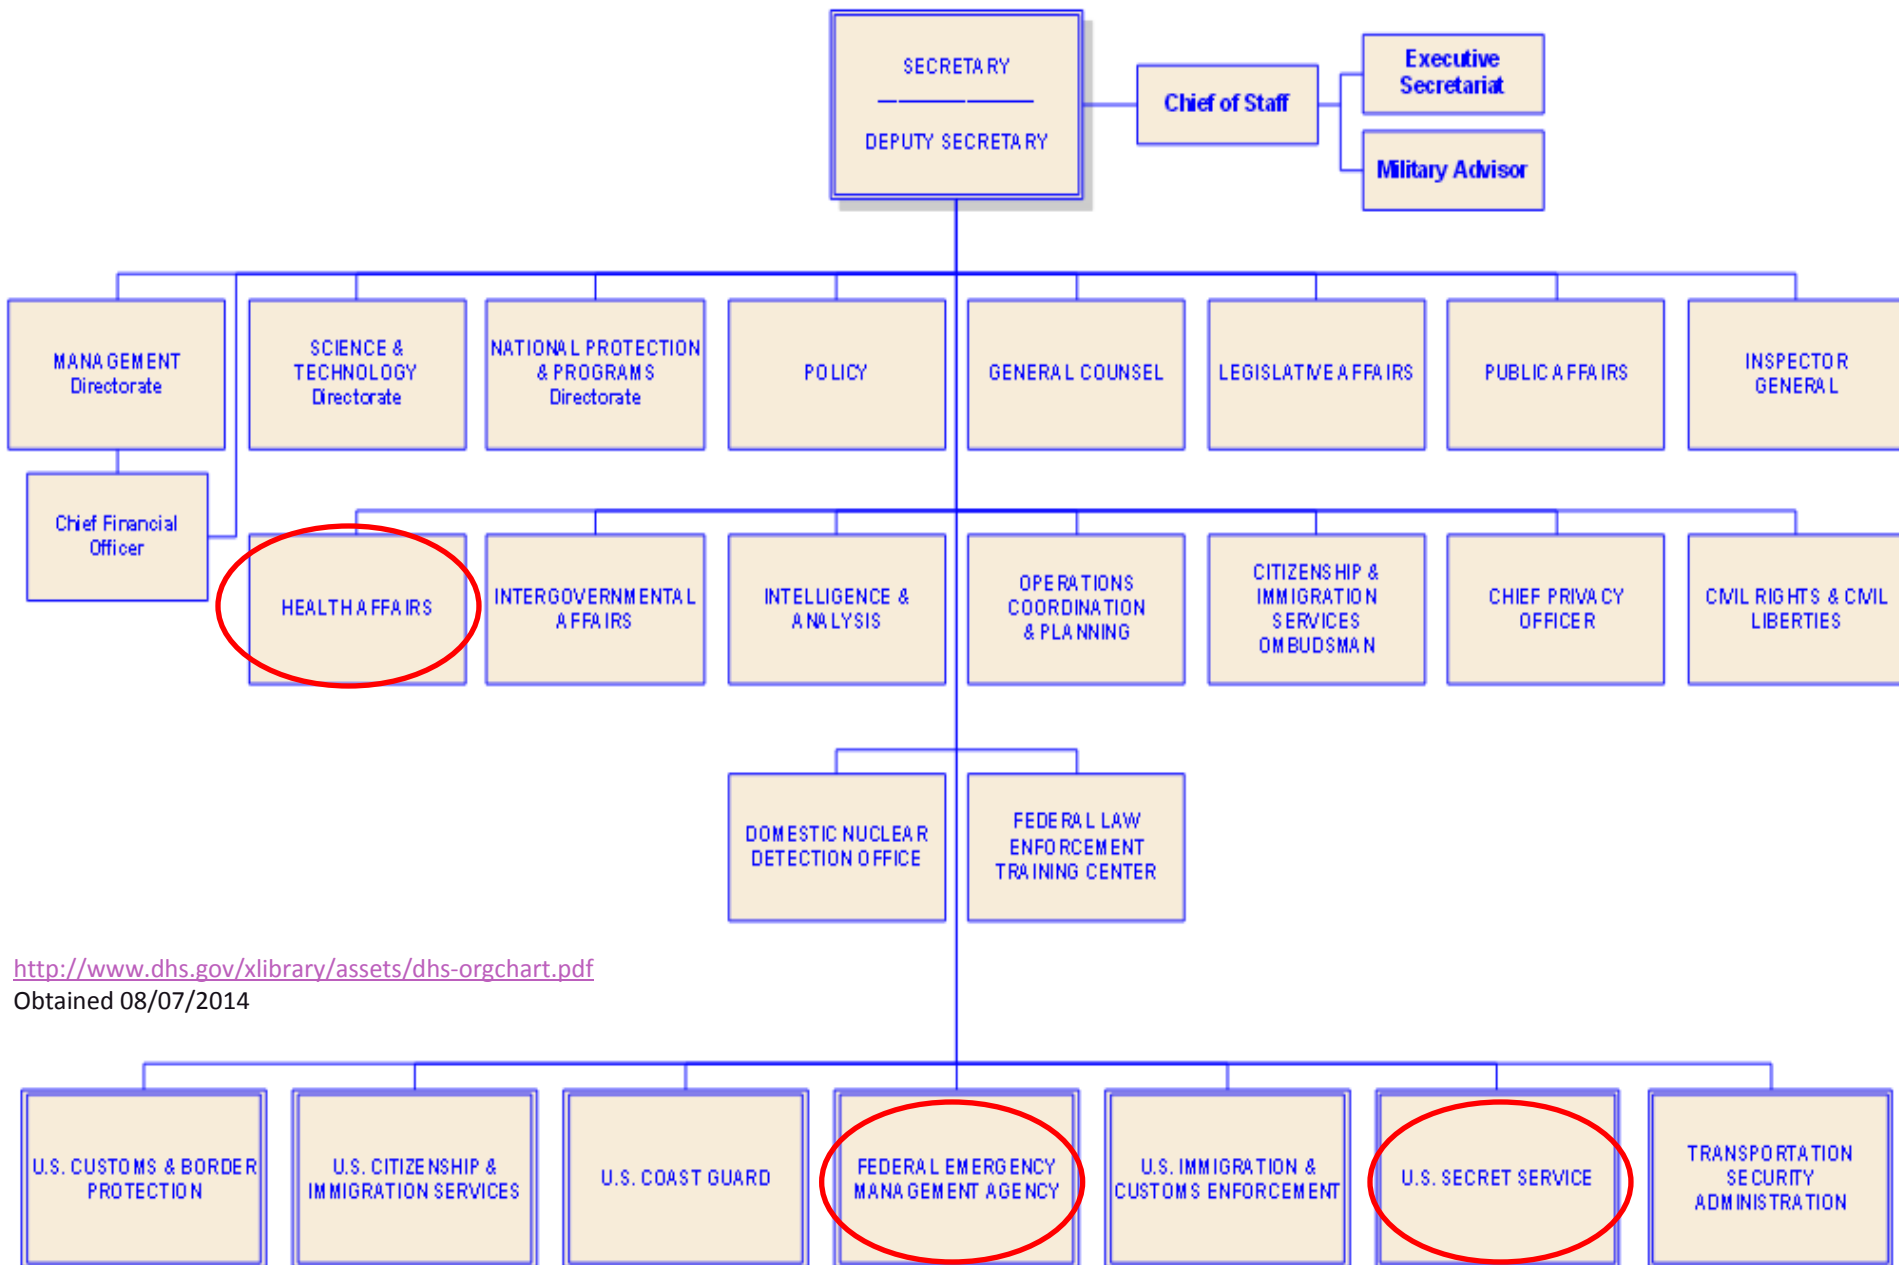 SECRETARY
DEPUTY SECRETARY
Chief of Staff
Executive
Secretariat
Military Advisor
MANAGEMENT
Directorate
SCIENCE &
TECHNOLOGY
Directorate
NATIONAL PROTECTION
& PROGRAMS
Directorate
POLICY
GENERAL COUNSEL
LEGISLATIVE AFFAIRS
PUBLIC AFFAIRS
INSPECTOR
GENERAL
Chief Financial
Officer
HEALTH AFFAIRS
INTERGOVERNMENTAL
AFFAIRS
INTELLIGENCE &
ANALYSIS
OPERATIONS
COORDINATION
& PLANNING
CITIZENSHIP &
IMMIGRATION
SERVICES
OMBUDSMAN
CHIEF PRIVACY
OFFICER
CIVIL RIGHTS & CIVIL
LIBERTIES
DOMESTIC NUCLEAR
DETECTION OFFICE
FEDERAL LAW
ENFORCEMENT
TRAINING CENTER
http://www.dhs.gov/xlibrary/assets/dhs-orgchart.pdf
Obtained 08/07/2014
U.S. CUSTOMS & BORDER
PROTECTION
U.S. CITIZENSHIP &
IMMIGRATION SERVICES
U.S. COAST GUARD
FEDERAL EMERGENCY
MANAGEMENT AGENCY
U.S. IMMIGRATION &
CUSTOMS ENFORCEMENT
U.S. SECRET SERVICE
TRANSPORTATION
SECURITY
ADMINISTRATION